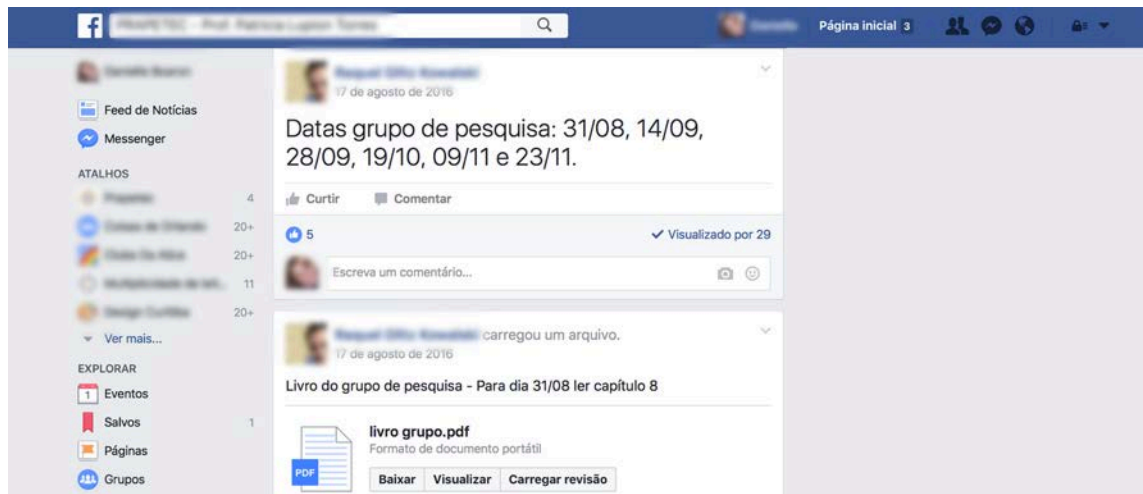 Página inicial 3
Feed de Notícias
Messenger
ATALHOS
4
20+
20+
11
20+
Ver mais...
EXPLORAR
1 Eventos
Salvos 1
Páginas
Grupos
17 de agosto de 2016
Datas grupo de pesquisa: 31/08, 14/09,
28/09, 19/10, 09/11 e 23/11.
Curtir Comentar
5 Visualizado por 29
Escreva um comentário...
carregou um arquivo.
17 de agosto de 2016
Livro do grupo de pesquisa - Para dia 31/08 ler capítulo 8
PDF
livro grupo.pdf
Formato de documento portátil
Baixar Visualizar Carregar revisão